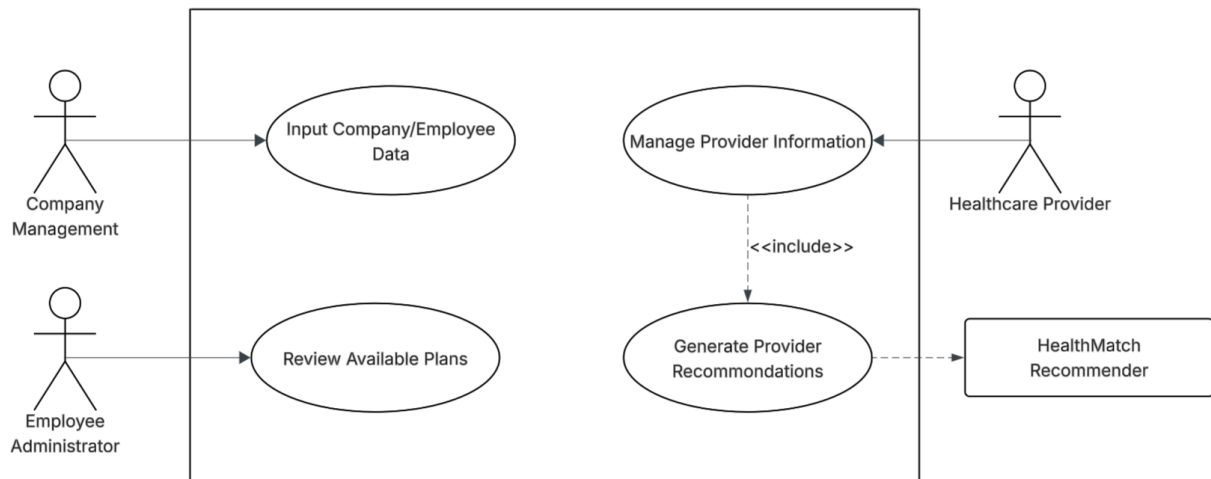 Input Company/Employee
Data
Manage Provider Information
Company
Management
Healthcare Provider
<<include>>
Review Available Plans
Generate Provider
Recommondations
HealthMatch
Recommender
Employee
Administrator